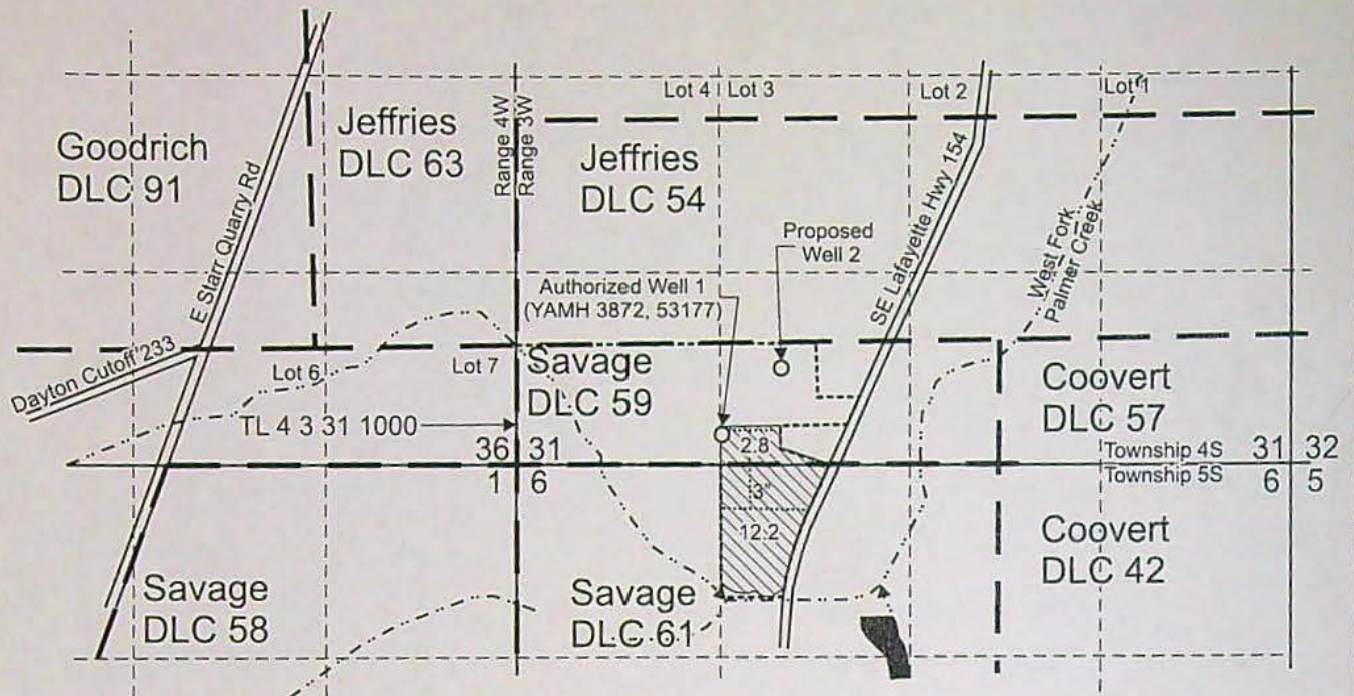 Lot 4
Lot 3
Lot 2
Lot 1
Goodrich
DLC 91
Jeffries
DLC 63
Range 4W
Range 3W
Jeffries
DLC 54
E Starr Quarry Rd
SE Lafayette Hwy 154
West Fork
Palmer Creek
Proposed
Well 2
Authorized Well 1
(YAMH 3872, 53177)
Dayton Cutoff 233
Lot 6
Lot 7
Savage
DLC 59
Coovert
DLC 57
TL 4 3 31 1000
36 31
1 6
2.8
3"
12.2
Township 4S 31 32
Township 5S 6 5
Savage
DLC 58
Savage
DLC 61
Coovert
DLC 42